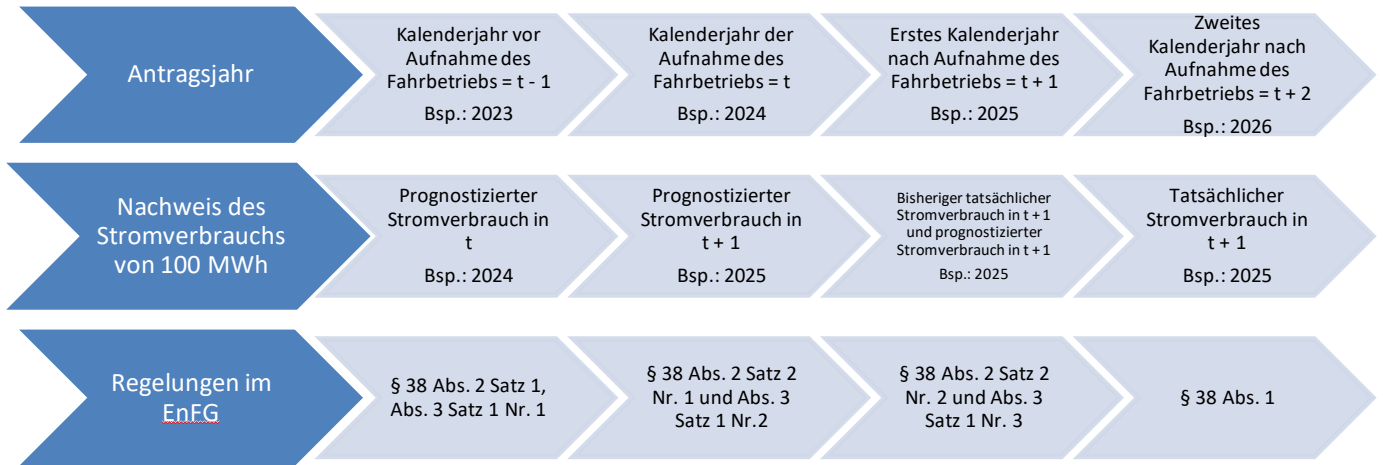 Antragsjahr
Kalenderjahr vor
Aufnahme des
Fahrbetriebs = t - 1
Bsp.: 2023
Kalenderjahr der
Aufnahme des
Fahrbetriebs = t
Bsp.: 2024
Erstes Kalenderjahr
nach Aufnahme des
Fahrbetriebs = t + 1
Bsp.: 2025
Zweites
Kalenderjahr nach
Aufnahme des
Fahrbetriebs = t + 2
Bsp.: 2026
Nachweis des
Stromverbrauchs
von 100 MWh
Prognostizierter
Stromverbrauch in
t
Bsp.: 2024
Prognostizierter
Stromverbrauch in
t + 1
Bsp.: 2025
Bisheriger tatsächlicher
Stromverbrauch in t + 1
und prognostizierter
Stromverbrauch in t + 1
Bsp.: 2025
Tatsächlicher
Stromverbrauch in
t + 1
Bsp.: 2025
Regelungen im
EnFG
§ 38 Abs. 2 Satz 1,
Abs. 3 Satz 1 Nr. 1
§ 38 Abs. 2 Satz 2
Nr. 1 und Abs. 3
Satz 1 Nr.2
§ 38 Abs. 2 Satz 2
Nr. 2 und Abs. 3
Satz 1 Nr. 3
§ 38 Abs. 1